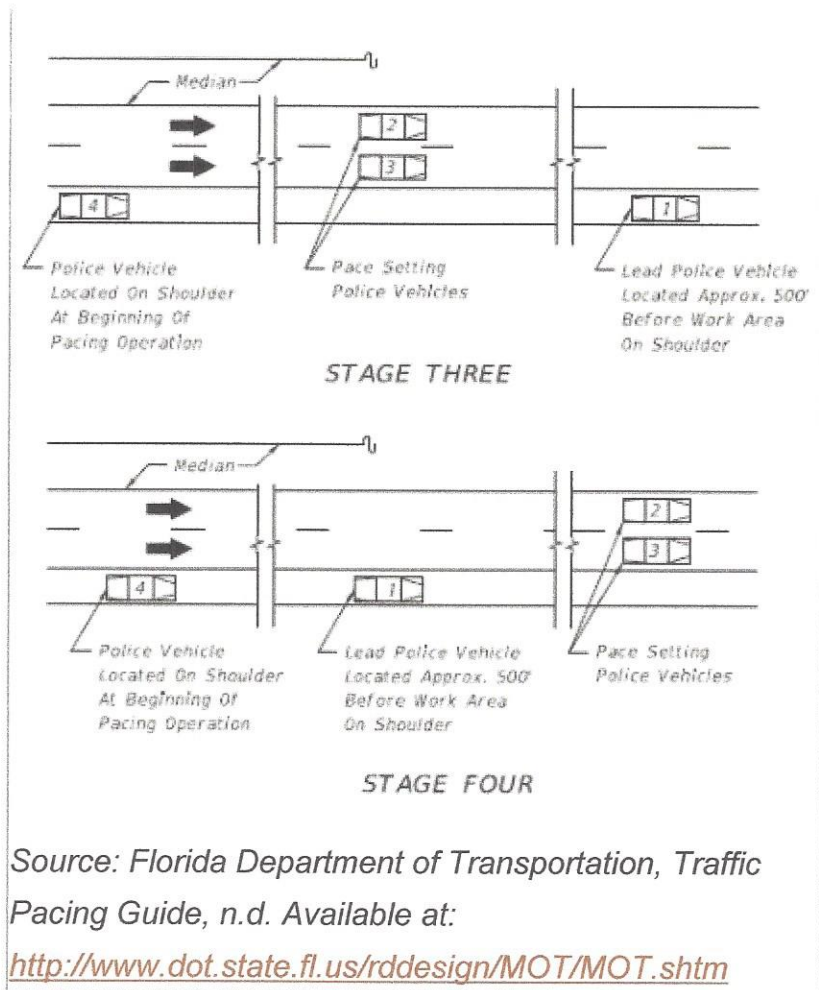 Median
2
3
4
1
Police Vehicle
Located On Shoulder
At Beginning Of
Pacing Operation
Pace Setting
Police Vehicles
Lead Police Vehicle
Located Approx. 500'
Before Work Area
On Shoulder
STAGE THREE
Median
2
3
4
1
Police Vehicle
Located On Shoulder
At Beginning Of
Pacing Operation
Lead Police Vehicle
Located Approx. 500'
Before Work Area
On Shoulder
Pace Setting
Police Vehicles
STAGE FOUR
Source: Florida Department of Transportation, Traffic
Pacing Guide, n.d. Available at:
http://www.dot.state.fl.us/rddesign/MOT/MOT.shtm